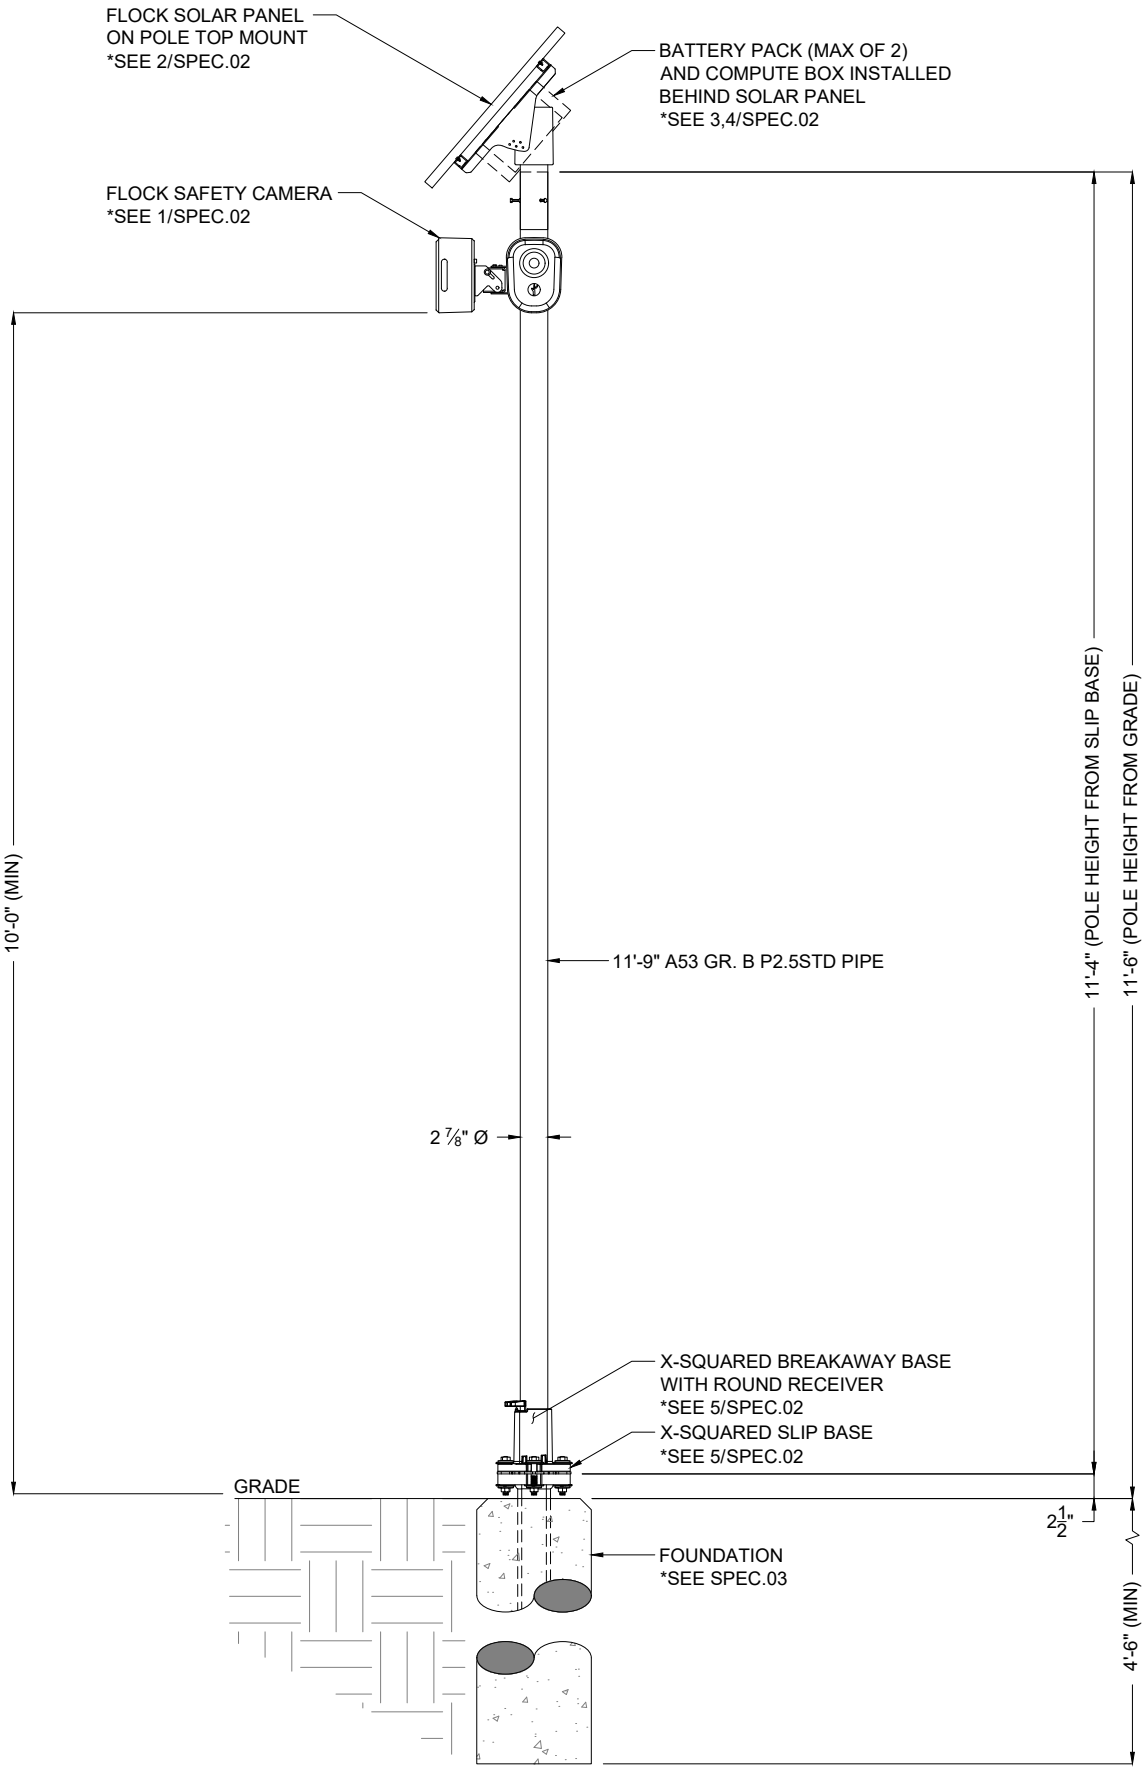 FLOCK SOLAR PANEL
ON POLE TOP MOUNT
*SEE 2/SPEC.02
BATTERY PACK (MAX OF 2)
AND COMPUTE BOX INSTALLED
BEHIND SOLAR PANEL
*SEE 3,4/SPEC.02
FLOCK SAFETY CAMERA
*SEE 1/SPEC.02
10'-0" (MIN)
11'-4" (POLE HEIGHT FROM SLIP BASE)
11'-6" (POLE HEIGHT FROM GRADE)
11'-9" A53 GR. B P2.5STD PIPE
2 ⅞" Ø
X-SQUARED BREAKAWAY BASE
WITH ROUND RECEIVER
*SEE 5/SPEC.02
X-SQUARED SLIP BASE
*SEE 5/SPEC.02
GRADE
2½"
FOUNDATION
*SEE SPEC.03
4'-6" (MIN)